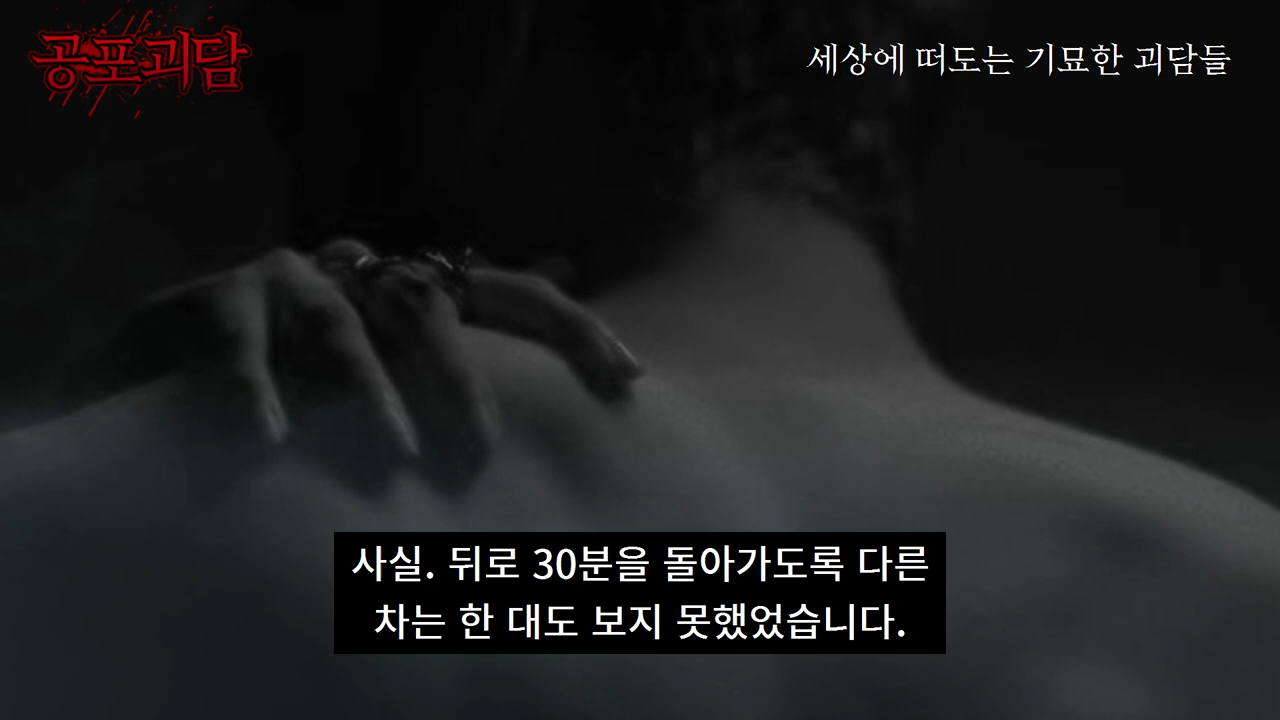 공포괴담
세상에 떠도는 기묘한 괴담들
사실. 뒤로 30분을 돌아가도록 다른
차는 한 대도 보지 못했었습니다.